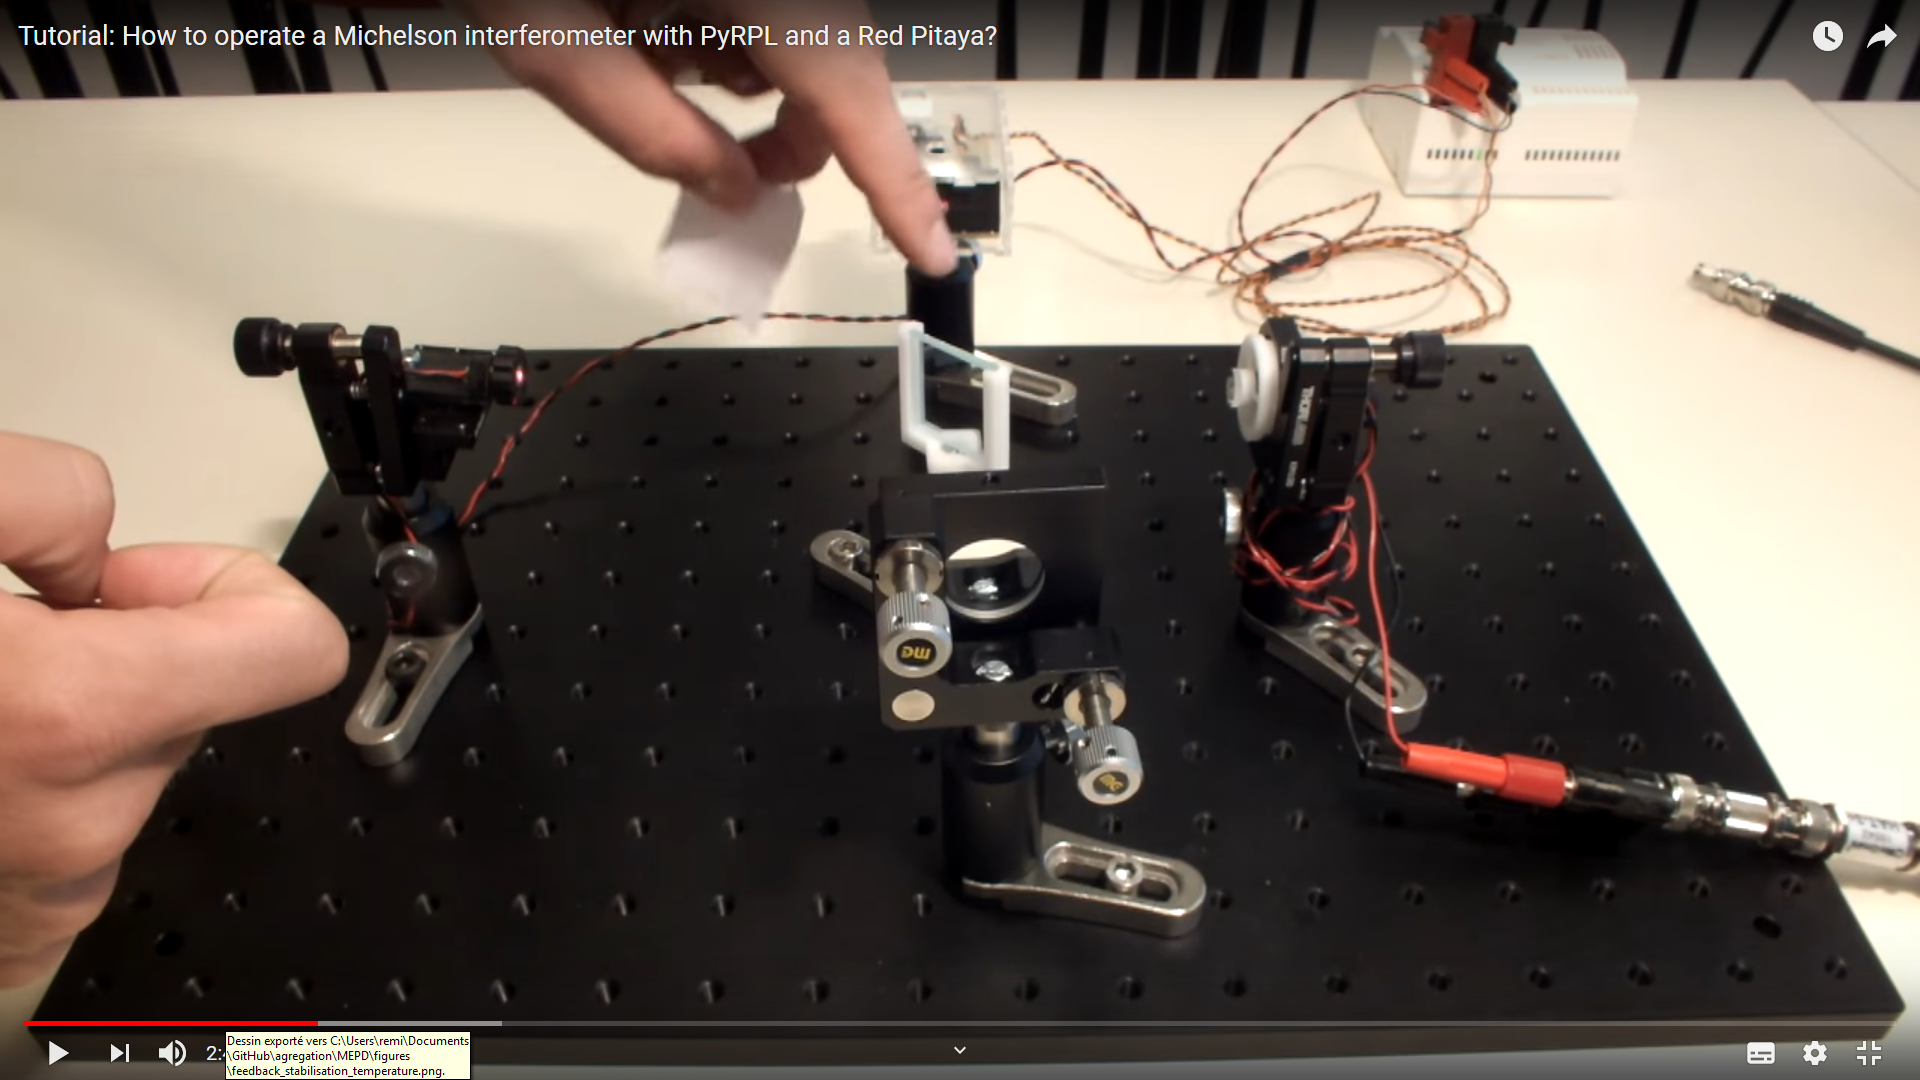 Tutorial: How to operate a Michelson interferometer with PyRPL and a Red Pitaya?
THORLABS
2:
Dessin exporté vers C:\Users\remi\Documents
\GitHub\agregation\MEPD\figures
\feedback_stabilisation_temperature.png.